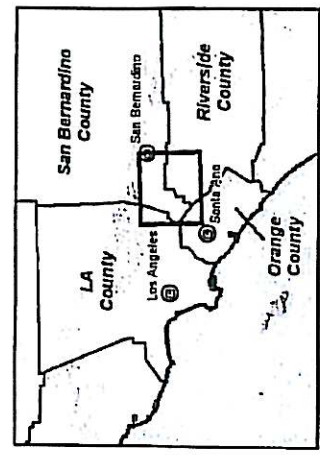 San Bernardino
County
San Bernardino
Riverside
County
LA
County
Los Angeles
Santa Ana
Orange
County